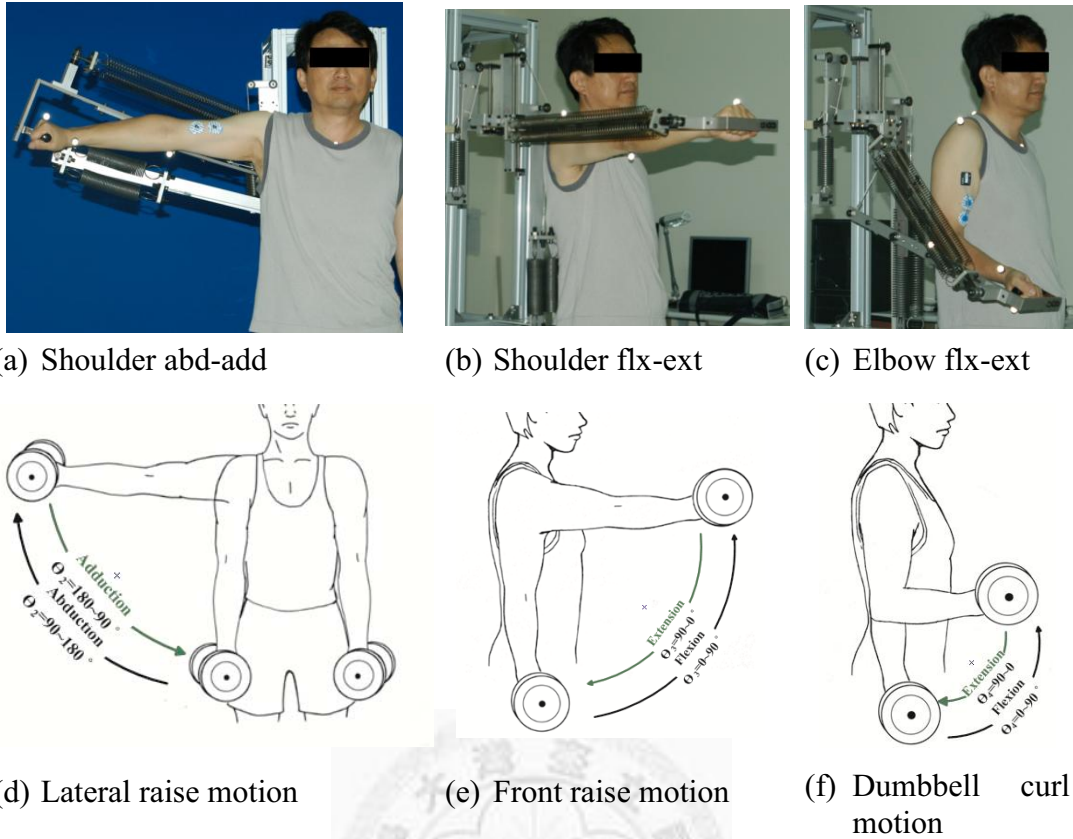 (a) Shoulder abd-add
(b) Shoulder flx-ext
(c) Elbow flx-ext
Adduction
Θ2=180~90°
Abduction
Θ2=90~180°
Extension
Θ3=90~0°
Flexion
Θ3=0~90°
Extension
Θ4=90~0
Flexion
Θ4=0~90°
(d) Lateral raise motion
(e) Front raise motion
(f) Dumbbell curl
motion